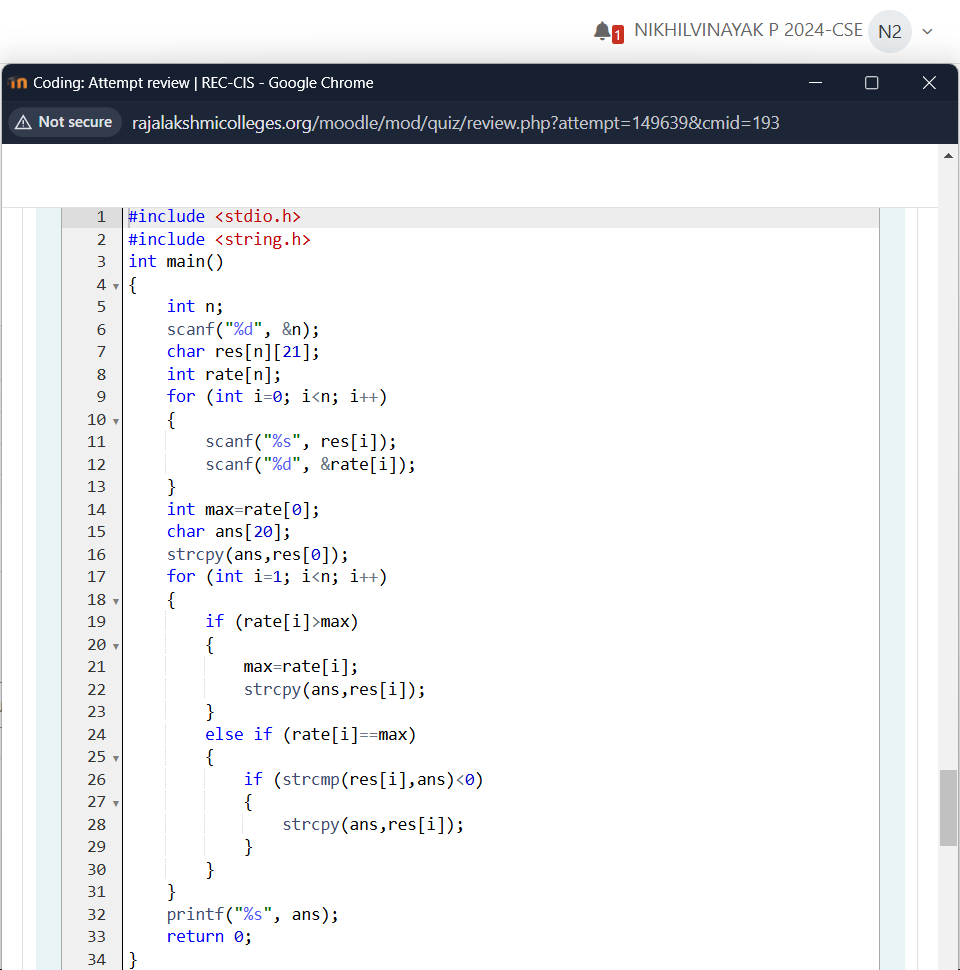 1 NIKHILVINAYAK P 2024-CSE N2
in Coding: Attempt review | REC-CIS - Google Chrome
Not secure rajalakshmicolleges.org/moodle/mod/quiz/review.php?attempt=149639&cmid=193
1 #include <stdio.h>
2 #include <string.h>
3 int main()
4 {
5     int n;
6     scanf("%d", &n);
7     char res[n][21];
8     int rate[n];
9     for (int i=0; i<n; i++)
10     {
11         scanf("%s", res[i]);
12         scanf("%d", &rate[i]);
13     }
14     int max=rate[0];
15     char ans[20];
16     strcpy(ans,res[0]);
17     for (int i=1; i<n; i++)
18     {
19         if (rate[i]>max)
20         {
21             max=rate[i];
22             strcpy(ans,res[i]);
23         }
24         else if (rate[i]==max)
25         {
26             if (strcmp(res[i],ans)<0)
27             {
28                 strcpy(ans,res[i]);
29             }
30         }
31     }
32     printf("%s", ans);
33     return 0;
34 }